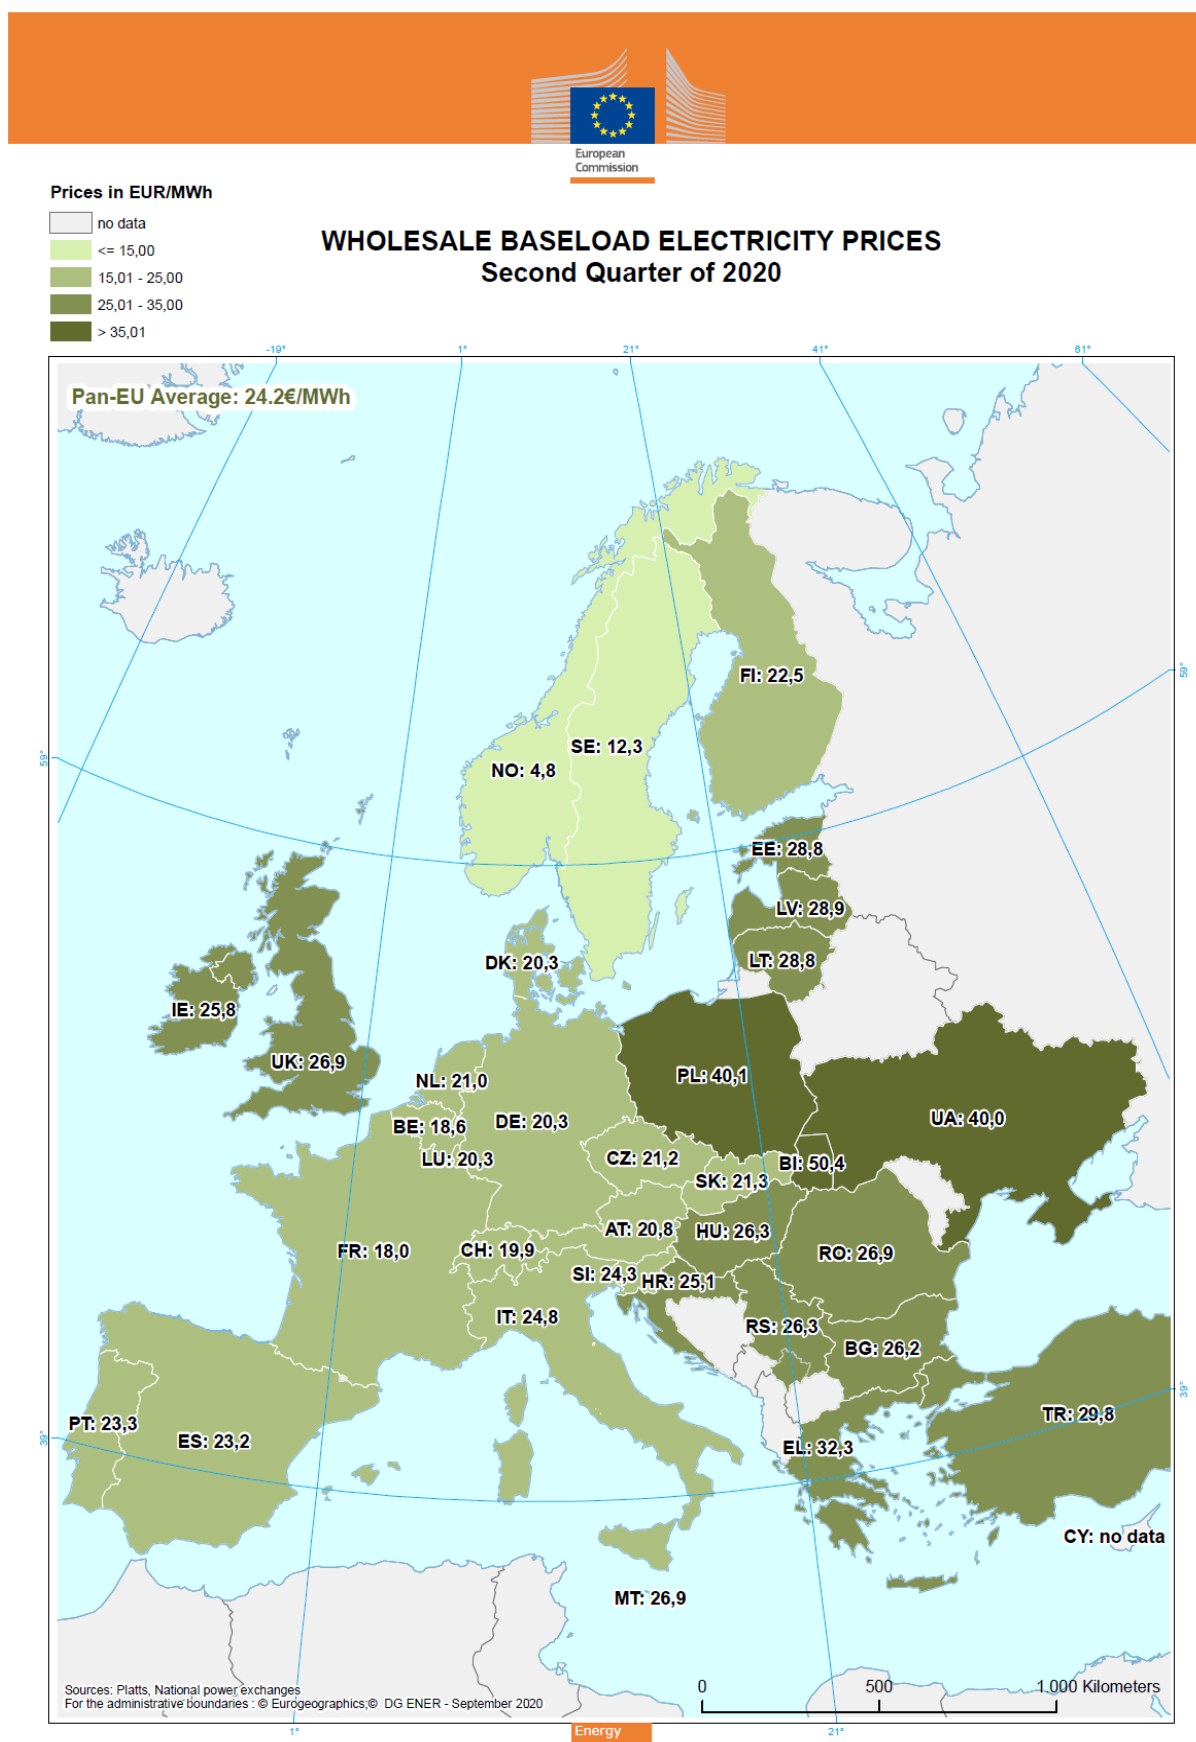 European
Commission
Prices in EUR/MWh
no data
<= 15,00
15,01 - 25,00
25,01 - 35,00
> 35,01
WHOLESALE BASELOAD ELECTRICITY PRICES
Second Quarter of 2020
-19°
1°
21°
41°
61°
Pan-EU Average: 24.2€/MWh
FI: 22,5
59°
SE: 12,3
59°
NO: 4,8
EE: 28,8
LV: 28,9
LT: 28,8
DK: 20,3
IE: 25,8
UK: 26,9
PL: 40,1
NL: 21,0
UA: 40,0
BE: 18,6
DE: 20,3
LU: 20,3
CZ: 21,2
BI: 50,4
SK: 21,3
AT: 20,8
HU: 26,3
FR: 18,0
CH: 19,9
RO: 26,9
SI: 24,3
HR: 25,1
IT: 24,8
RS: 26,3
BG: 26,2
39°
PT: 23,3
TR: 29,8
39°
ES: 23,2
EL: 32,3
CY: no data
MT: 26,9
Sources: Platts, National power exchanges
For the administrative boundaries : © Eurogeographics;© DG ENER - September 2020
0 500 1 000 Kilometers
1°
Energy
21°